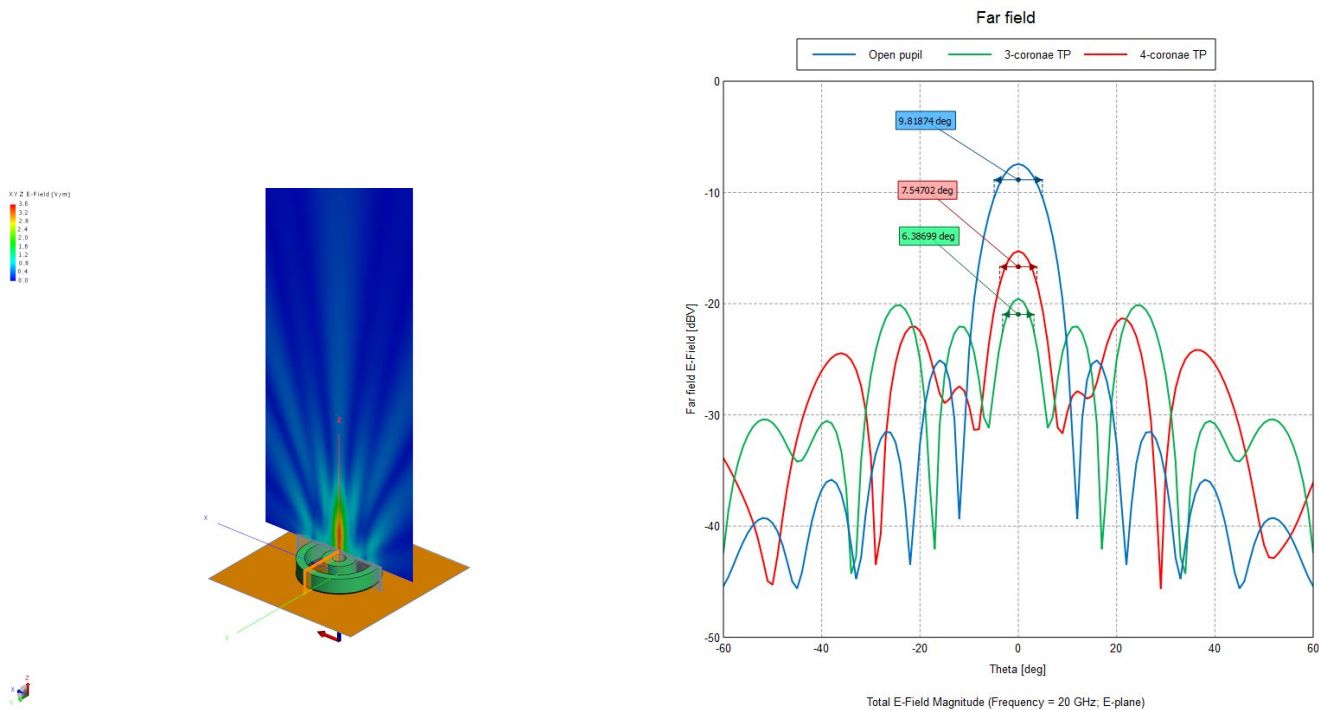 XYZ E-Field [V/m]
3.6
3.2
2.8
2.4
2.0
1.6
1.2
0.8
0.4
0.0
Z
X
Y
Z
X
Y
Far field
Open pupil 3-coronae TP 4-coronae TP
9.81874 deg
7.54702 deg
6.38699 deg
Far field E-Field [dBV]
0
-10
-20
-30
-40
-50
-60 -40 -20 0 20 40 60
Theta [deg]
Total E-Field Magnitude (Frequency = 20 GHz; E-plane)